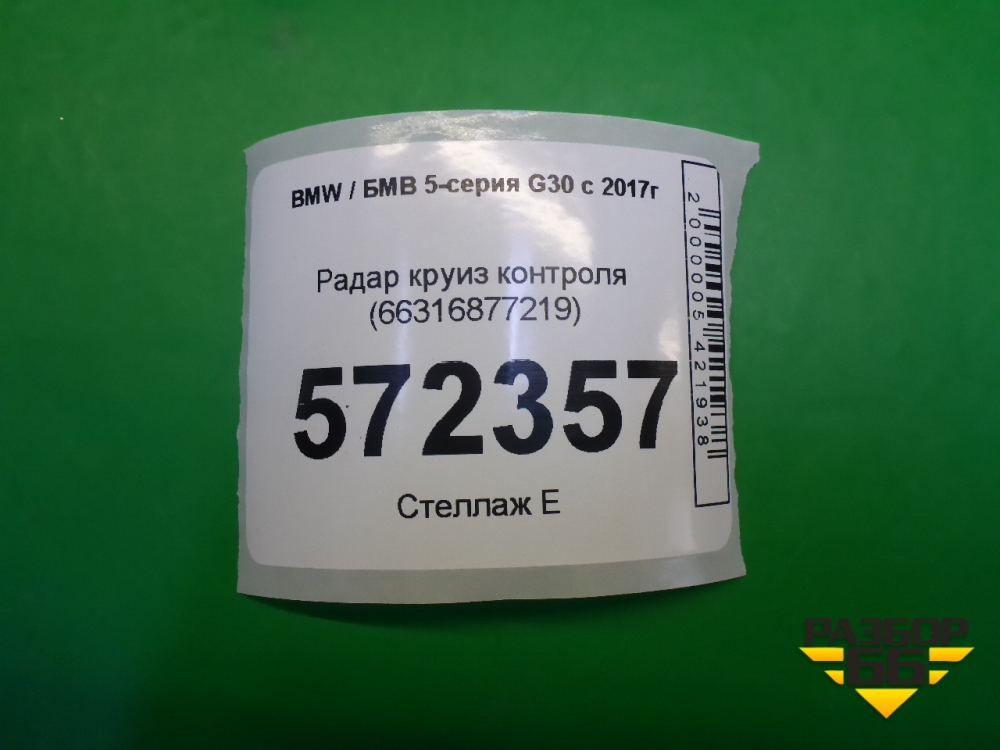 BMW / БМВ 5-серия G30 с 2017г
Радар круиз контроля
(66316877219)
572357
Стеллаж Е
2000005421938
РАЗБОР
66